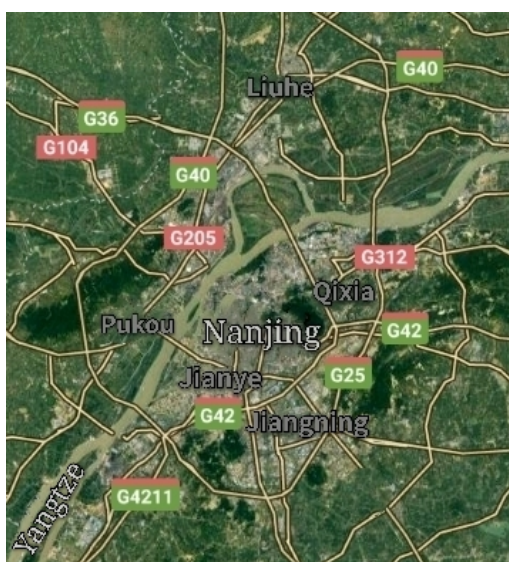 G40
Liuhe
G36
G104
G40
G205
G312
Qixia
Pukou
Nanjing
G42
Jianye
G25
G42
Jiangning
G4211
Yangtze